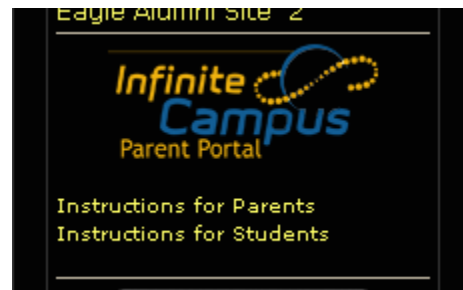 Eagle Alumni Site 2
Infinite
Campus
Parent Portal
Instructions for Parents
Instructions for Students